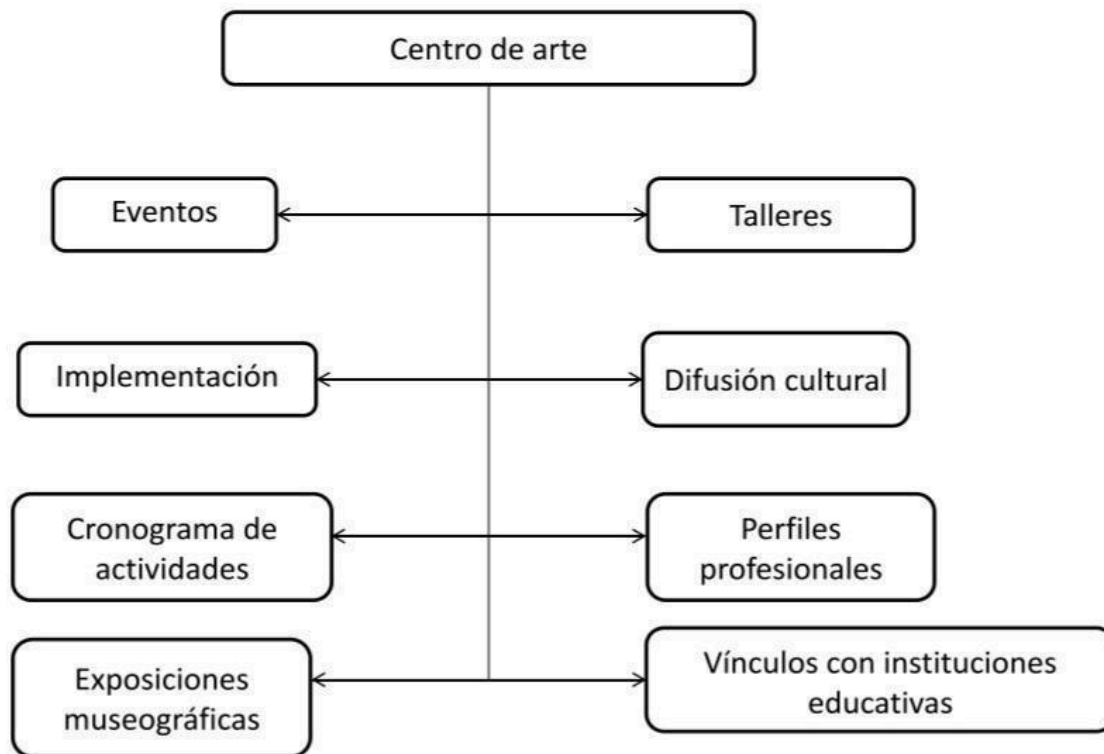 Centro de arte
Eventos
Talleres
Implementación
Difusión cultural
Cronograma de
actividades
Perfiles
profesionales
Exposiciones
museográficas
Vínculos con instituciones
educativas